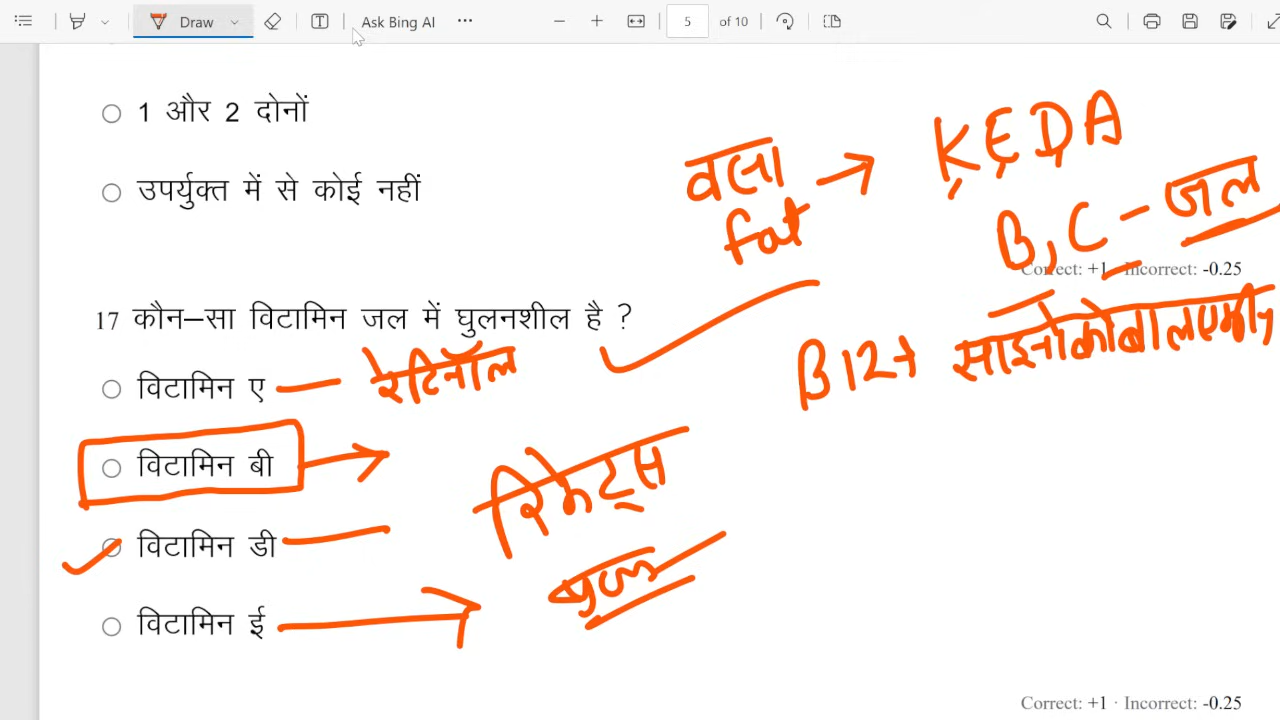 Draw
Ask Bing AI
5 of 10
1 और 2 दोनों
उपर्युक्त में से कोई नहीं
वसा → KEDA
fat
B, C - जल
Correct: +1 · Incorrect: -0.25
17 कौन–सा विटामिन जल में घुलनशील है ?
B12+ साइनोकोबालएमीन
विटामिन ए — रेटिनॉल
विटामिन बी
रिकेट्स
विटामिन डी
विटामिन ई
Correct: +1 · Incorrect: -0.25